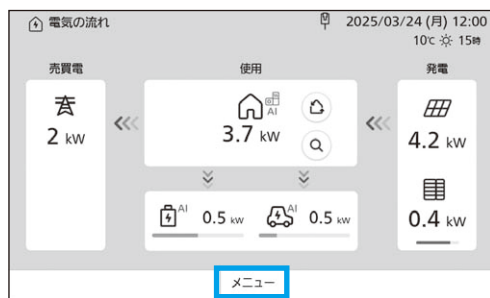 電気の流れ
2025/03/24 (月) 12:00
10℃ 15時
売買電
使用
発電
2 kW
AI
3.7 kW
4.2 kW
AI 0.5 kW
AI 0.5 kW
0.4 kW
メニュー